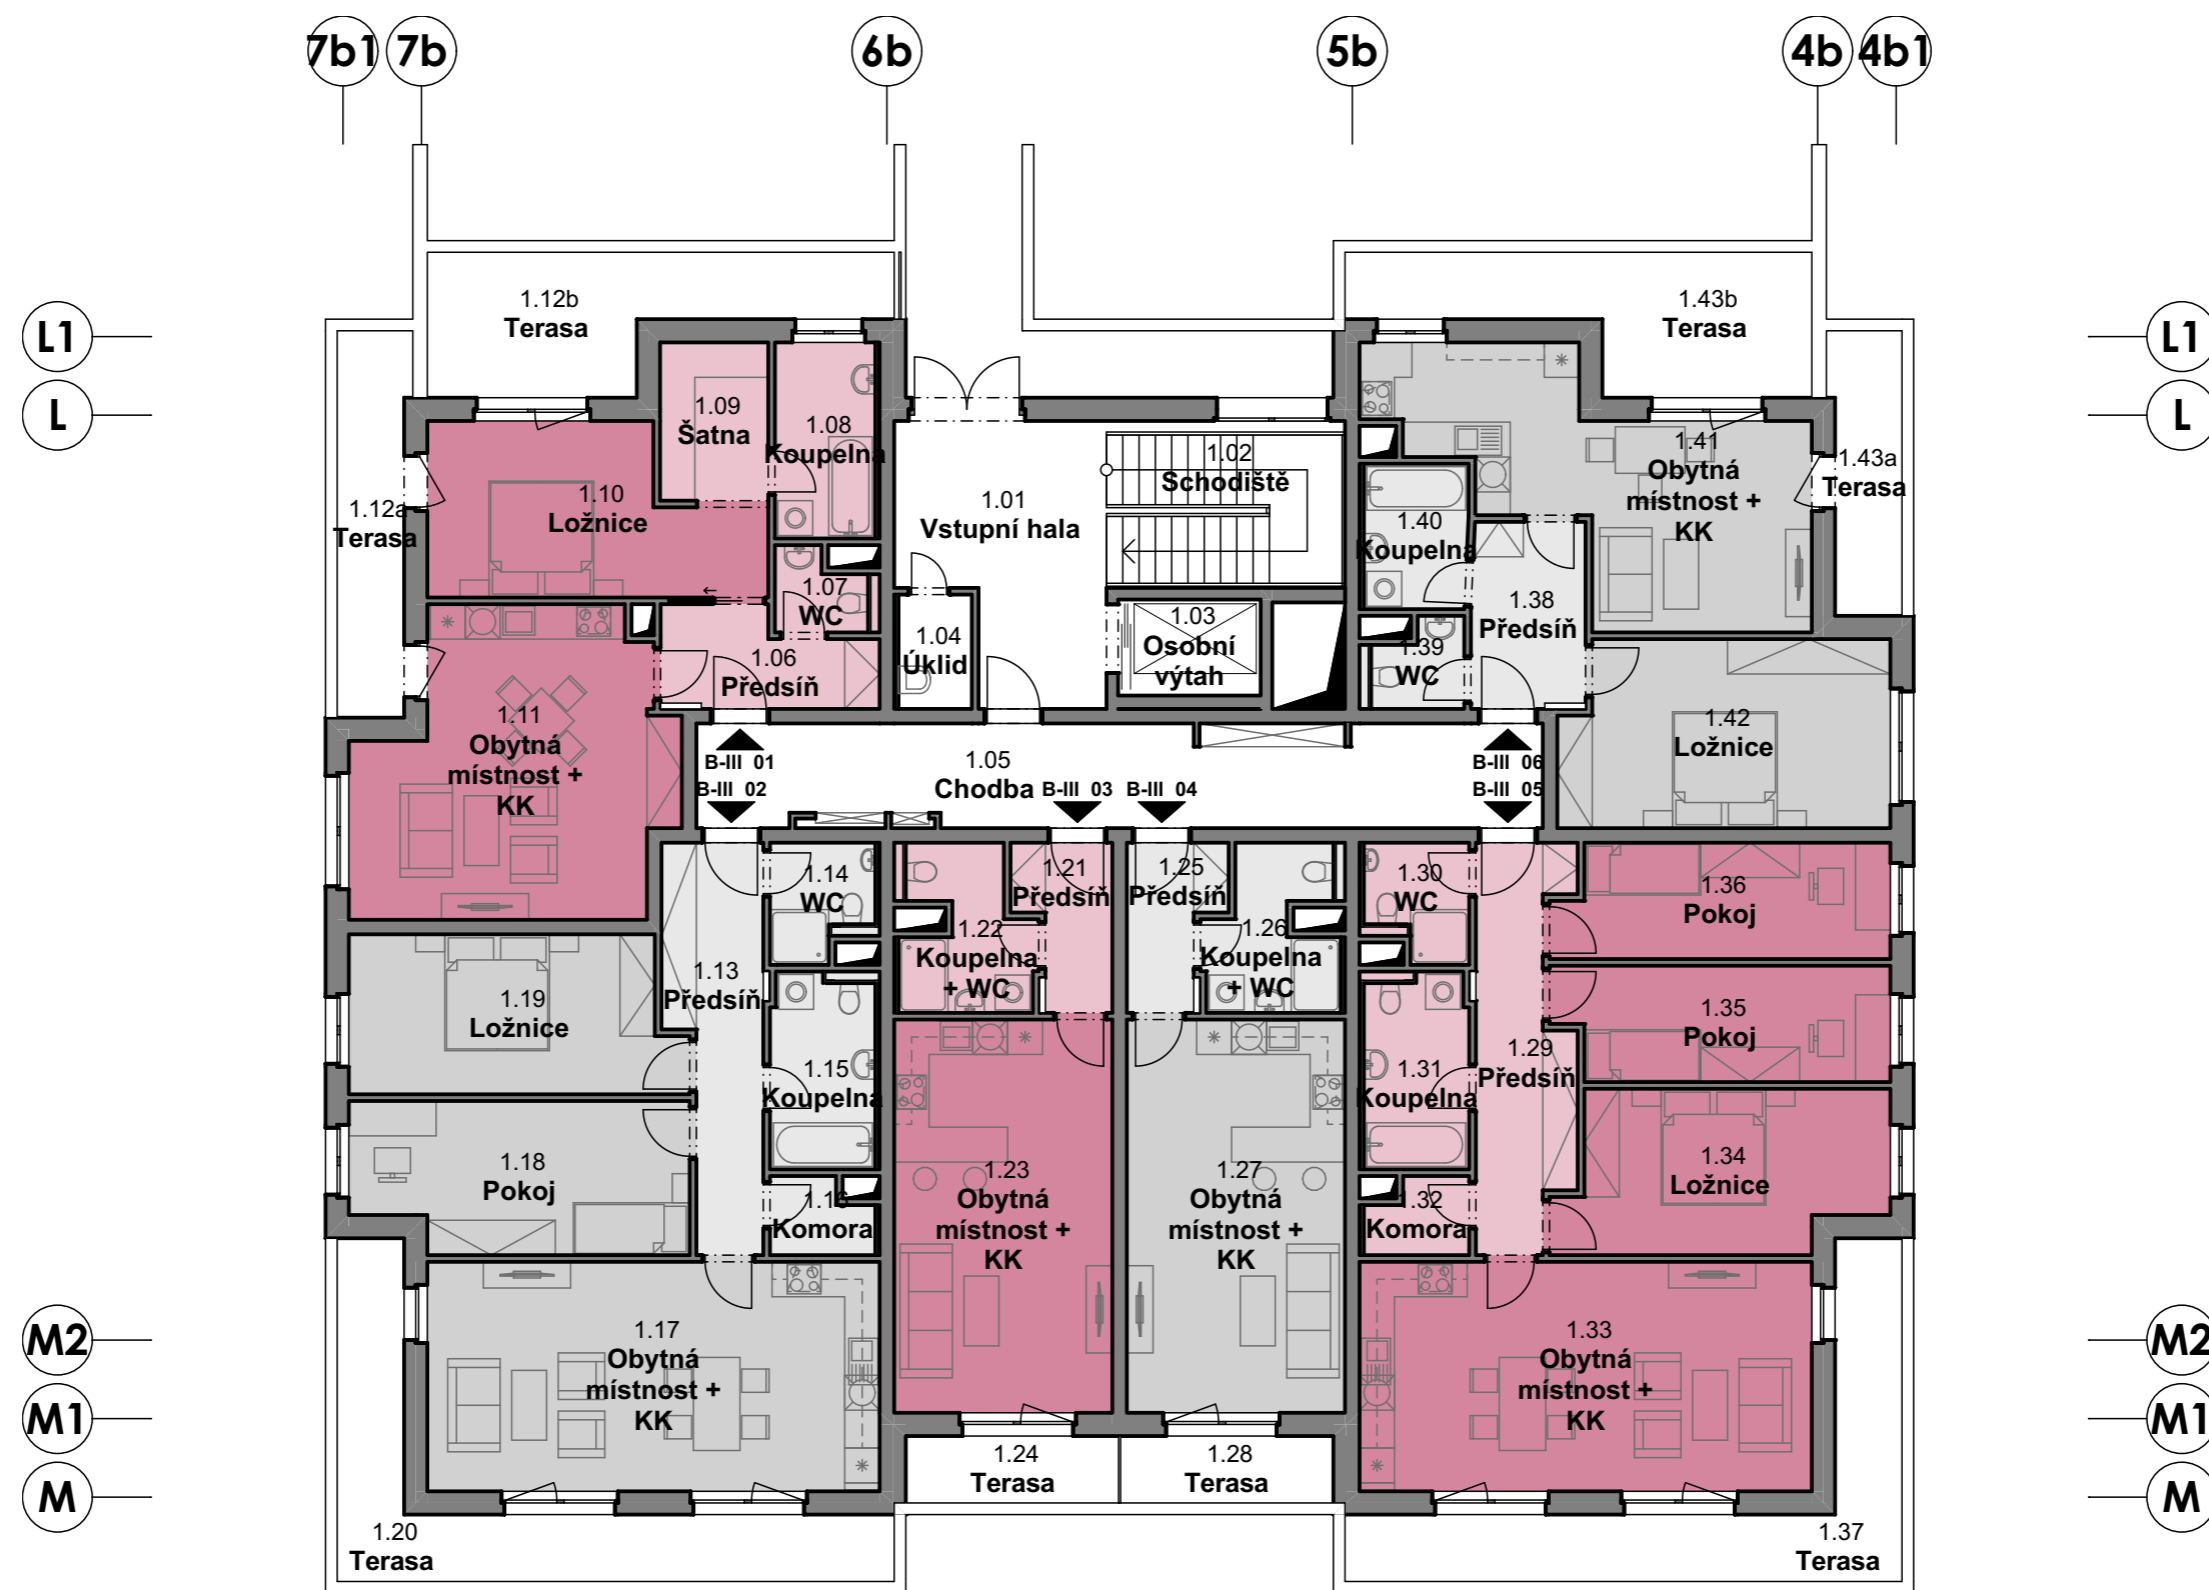 7b1 7b 6b 5b 4b 4b1
1.12b
Terasa
1.43b
Terasa
L1
L1
L
L
1.09
Šatna
1.08
Koupelna
1.02
Schodiště
1.41
Obytná
místnost +
KK
1.43a
Terasa
1.10
Ložnice
1.12a
Terasa
1.01
Vstupní hala
1.40
Koupelna
1.07
WC
1.04
Úklid
1.03
Osobní
výtah
1.38
Předsíň
1.39
WC
1.06
Předsíň
1.11
Obytná
místnost +
KK
1.42
Ložnice
B-III 01
B-III 02
1.05
Chodba
B-III 03
B-III 04
B-III 06
B-III 05
1.14
WC
1.21
Předsíň
1.25
Předsíň
1.30
WC
1.36
Pokoj
1.22
Koupelna
+ WC
1.26
Koupelna
+ WC
1.13
Předsíň
1.19
Ložnice
1.35
Pokoj
1.15
Koupelna
1.31
Koupelna
1.29
Předsíň
1.18
Pokoj
1.23
Obytná
místnost +
KK
1.27
Obytná
místnost +
KK
1.34
Ložnice
1.16
Komora
1.32
Komora
M2
M2
1.17
Obytná
místnost +
KK
1.33
Obytná
místnost +
KK
M1
M1
1.24
Terasa
1.28
Terasa
M
M
1.20
Terasa
1.37
Terasa